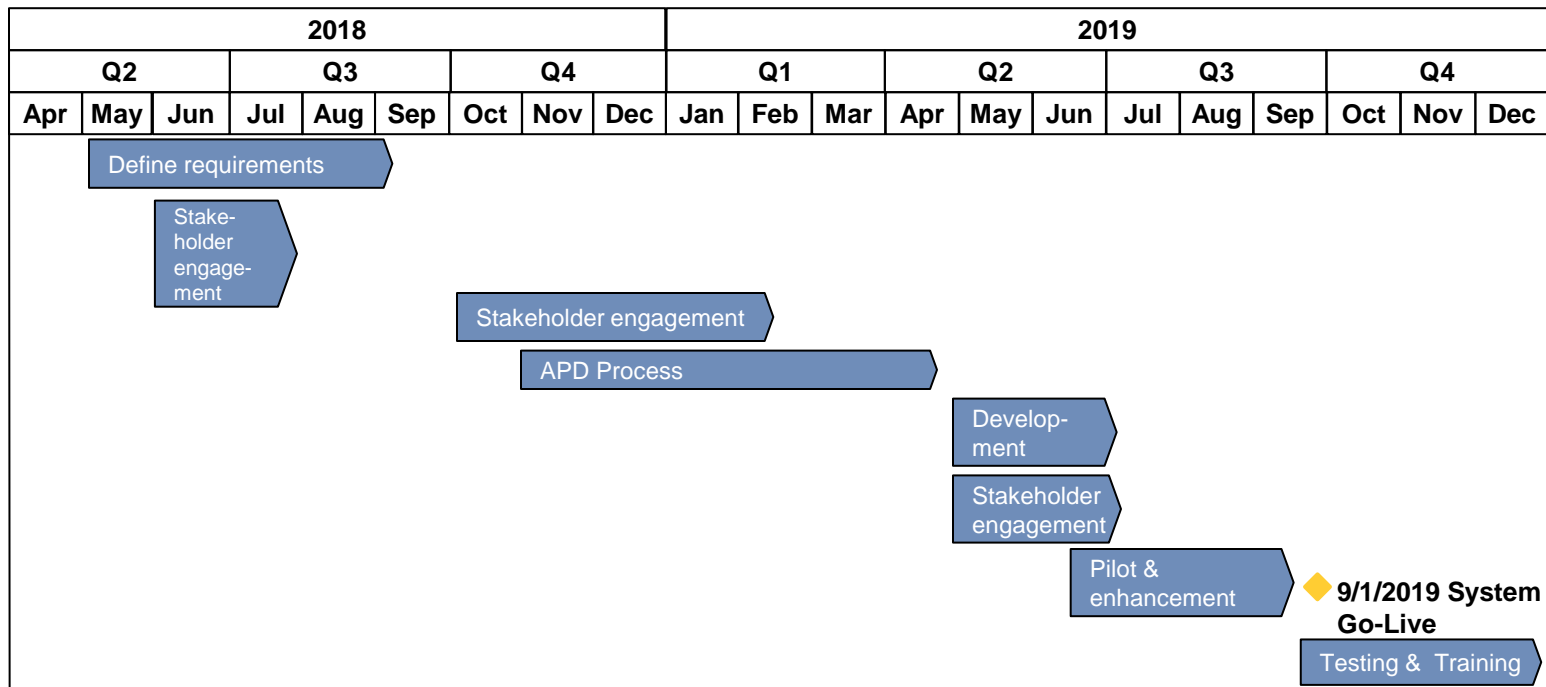 2018 2019
Q2 Q3 Q4 Q1 Q2 Q3 Q4
Apr May Jun Jul Aug Sep Oct Nov Dec Jan Feb Mar Apr May Jun Jul Aug Sep Oct Nov Dec
Define requirements
Stake-
holder
engage-
ment
Stakeholder engagement
APD Process
Develop-
ment
Stakeholder
engagement
Pilot &
enhancement
9/1/2019 System
Go-Live
Testing & Training